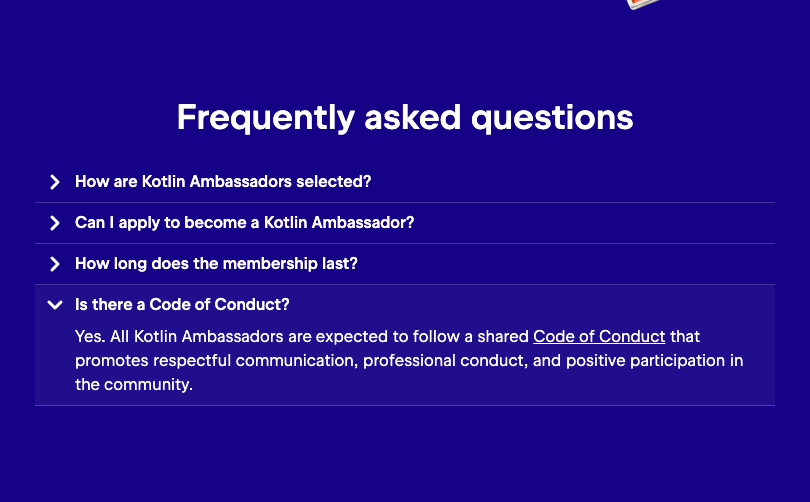 Frequently asked questions
How are Kotlin Ambassadors selected?
Can I apply to become a Kotlin Ambassador?
How long does the membership last?
Is there a Code of Conduct?
Yes. All Kotlin Ambassadors are expected to follow a shared Code of Conduct that
promotes respectful communication, professional conduct, and positive participation in
the community.